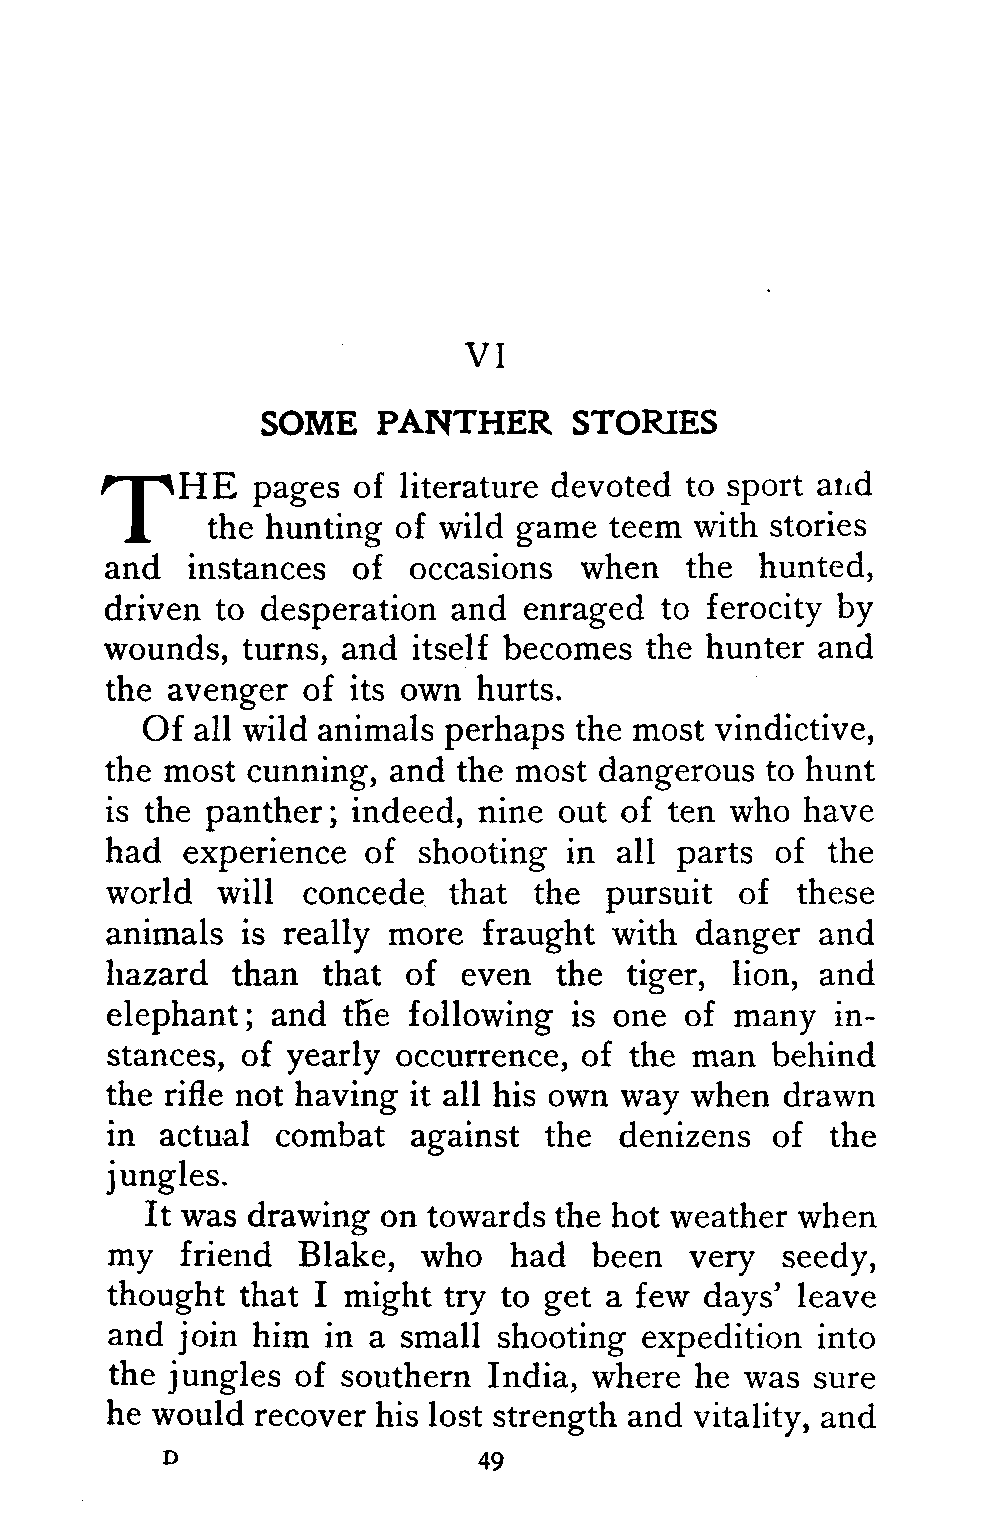 VI
SOME PANTHER STORIES
THE pages of literature devoted to sport and
the hunting of wild game teem with stories
and instances of occasions when the hunted,
driven to desperation and enraged to ferocity by
wounds, turns, and itself becomes the hunter and
the avenger of its own hurts.
Of all wild animals perhaps the most vindictive,
the most cunning, and the most dangerous to hunt
is the panther; indeed, nine out of ten who have
had experience of shooting in all parts of the
world will concede that the pursuit of these
animals is really more fraught with danger and
hazard than that of even the tiger, lion, and
elephant; and the following is one of many in-
stances, of yearly occurrence, of the man behind
the rifle not having it all his own way when drawn
in actual combat against the denizens of the
jungles.
It was drawing on towards the hot weather when
my friend Blake, who had been very seedy,
thought that I might try to get a few days' leave
and join him in a small shooting expedition into
the jungles of southern India, where he was sure
he would recover his lost strength and vitality, and
D 49